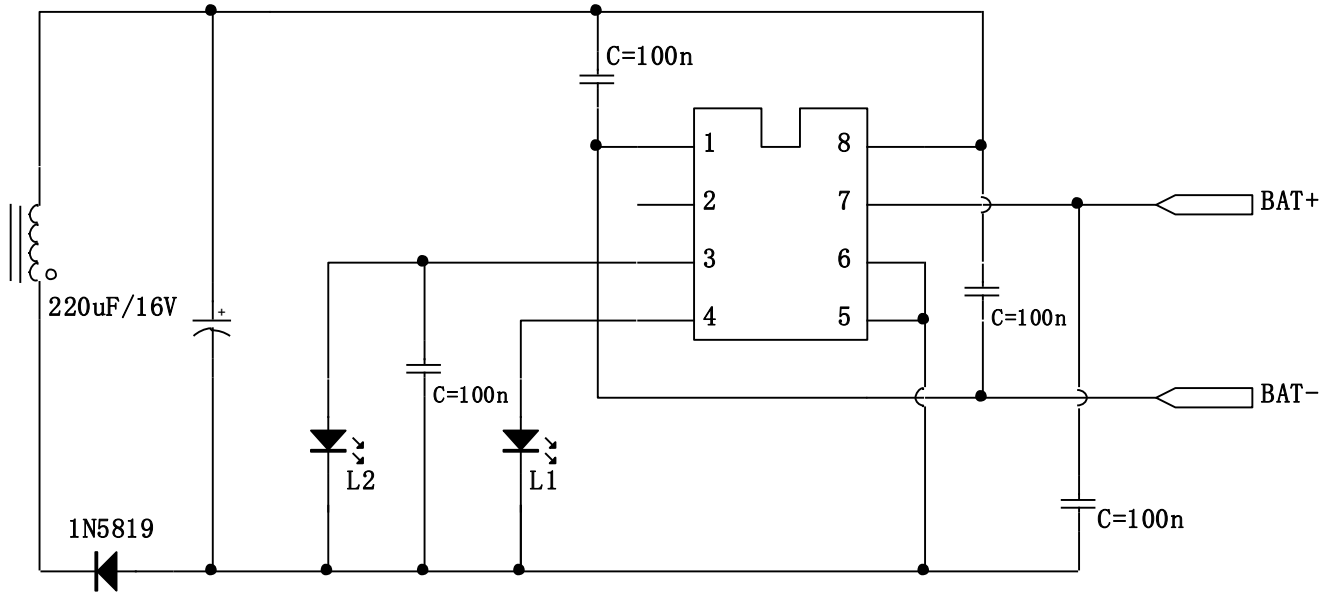 C=100n
1 8
2 7 BAT+
3 6
220uF/16V + 4 5 C=100n
C=100n BAT-
L2 L1
1N5819 C=100n